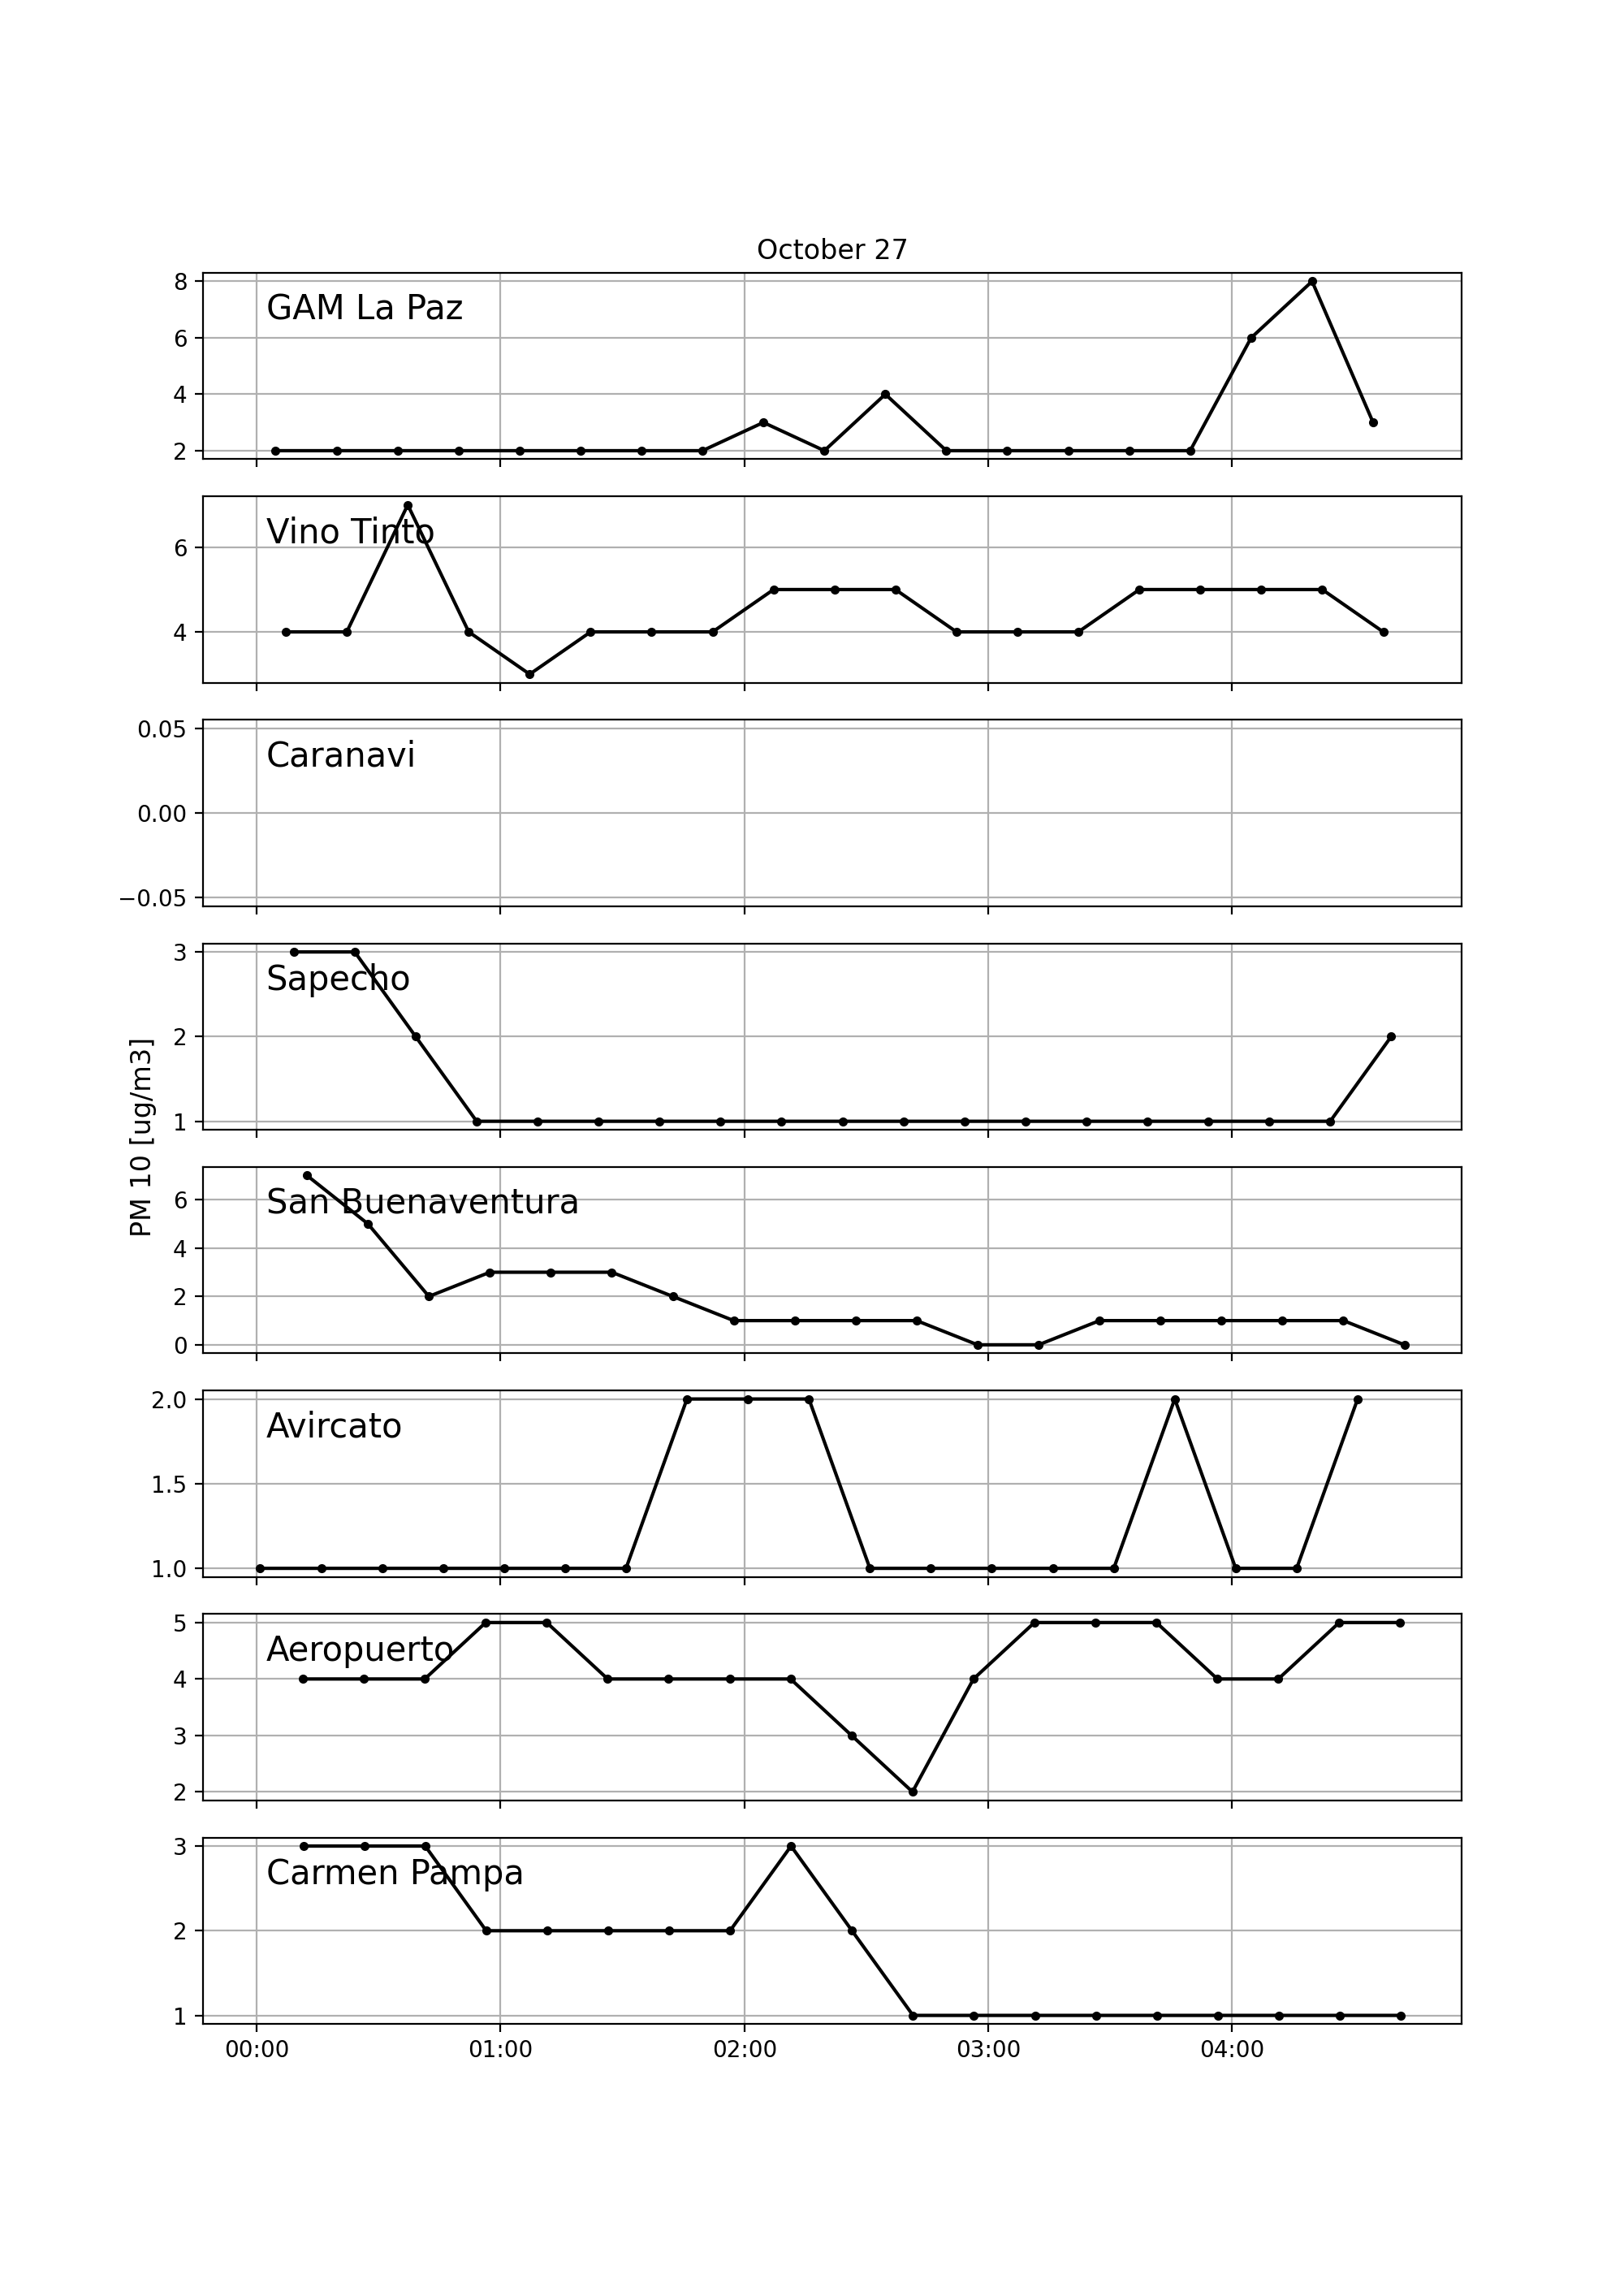 October 27
8
GAM La Paz
6
4
2
Vino Tinto
6
4
0.05
Caranavi
0.00
−0.05
3
Sapecho
2
1
PM 10 [ug/m3]
6
San Buenaventura
4
2
0
2.0
Avircato
1.5
1.0
5
Aeropuerto
4
3
2
3
Carmen Pampa
2
1
00:00 01:00 02:00 03:00 04:00